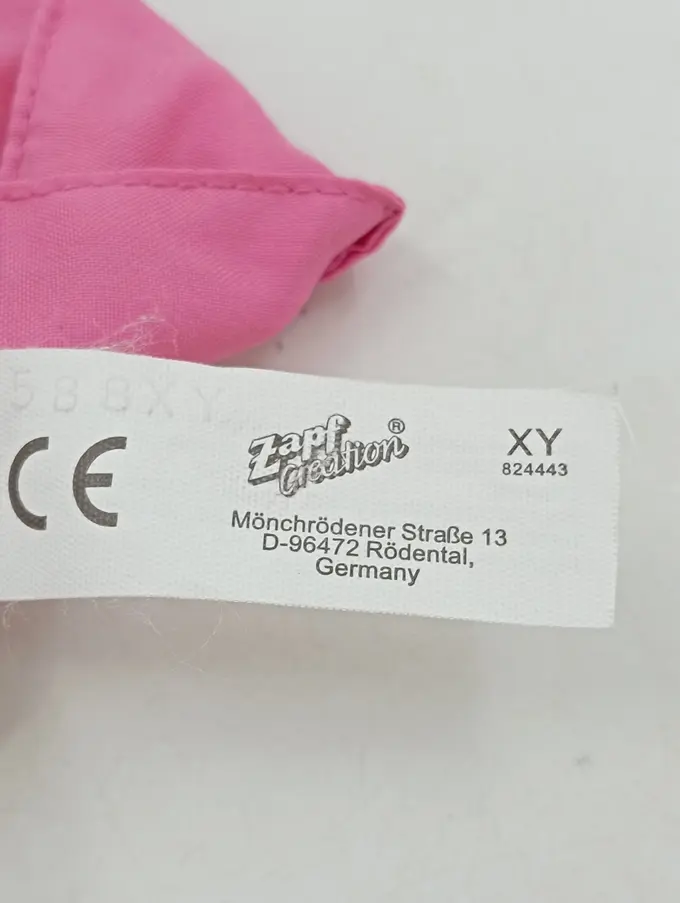 CE
Zapf
Creation®
XY
824443
Mönchrödener Straße 13
D-96472 Rödental,
Germany